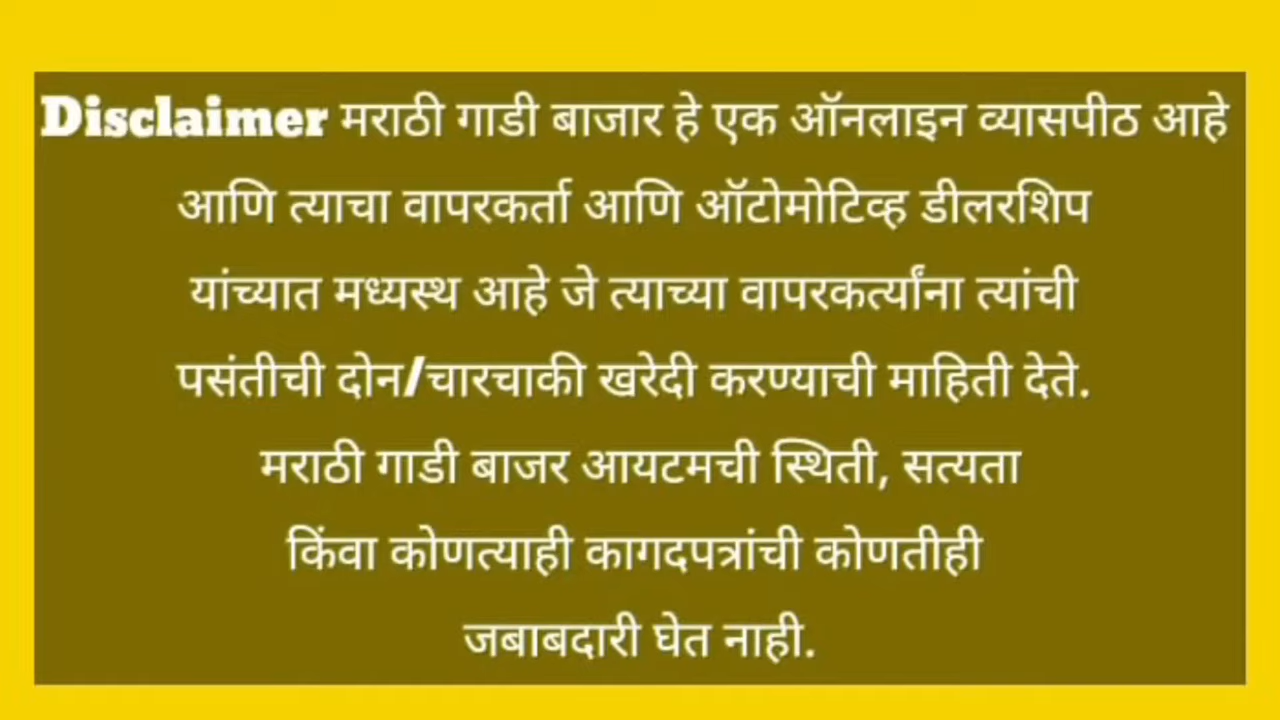 Disclaimer मराठी गाडी बाजार हे एक ऑनलाइन व्यासपीठ आहे
आणि त्याचा वापरकर्ता आणि ऑटोमोटिव्ह डीलरशिप
यांच्यात मध्यस्थ आहे जे त्याच्या वापरकर्त्यांना त्यांची
पसंतीची दोन/चारचाकी खरेदी करण्याची माहिती देते.
मराठी गाडी बाजर आयटमची स्थिती, सत्यता
किंवा कोणत्याही कागदपत्रांची कोणतीही
जबाबदारी घेत नाही.